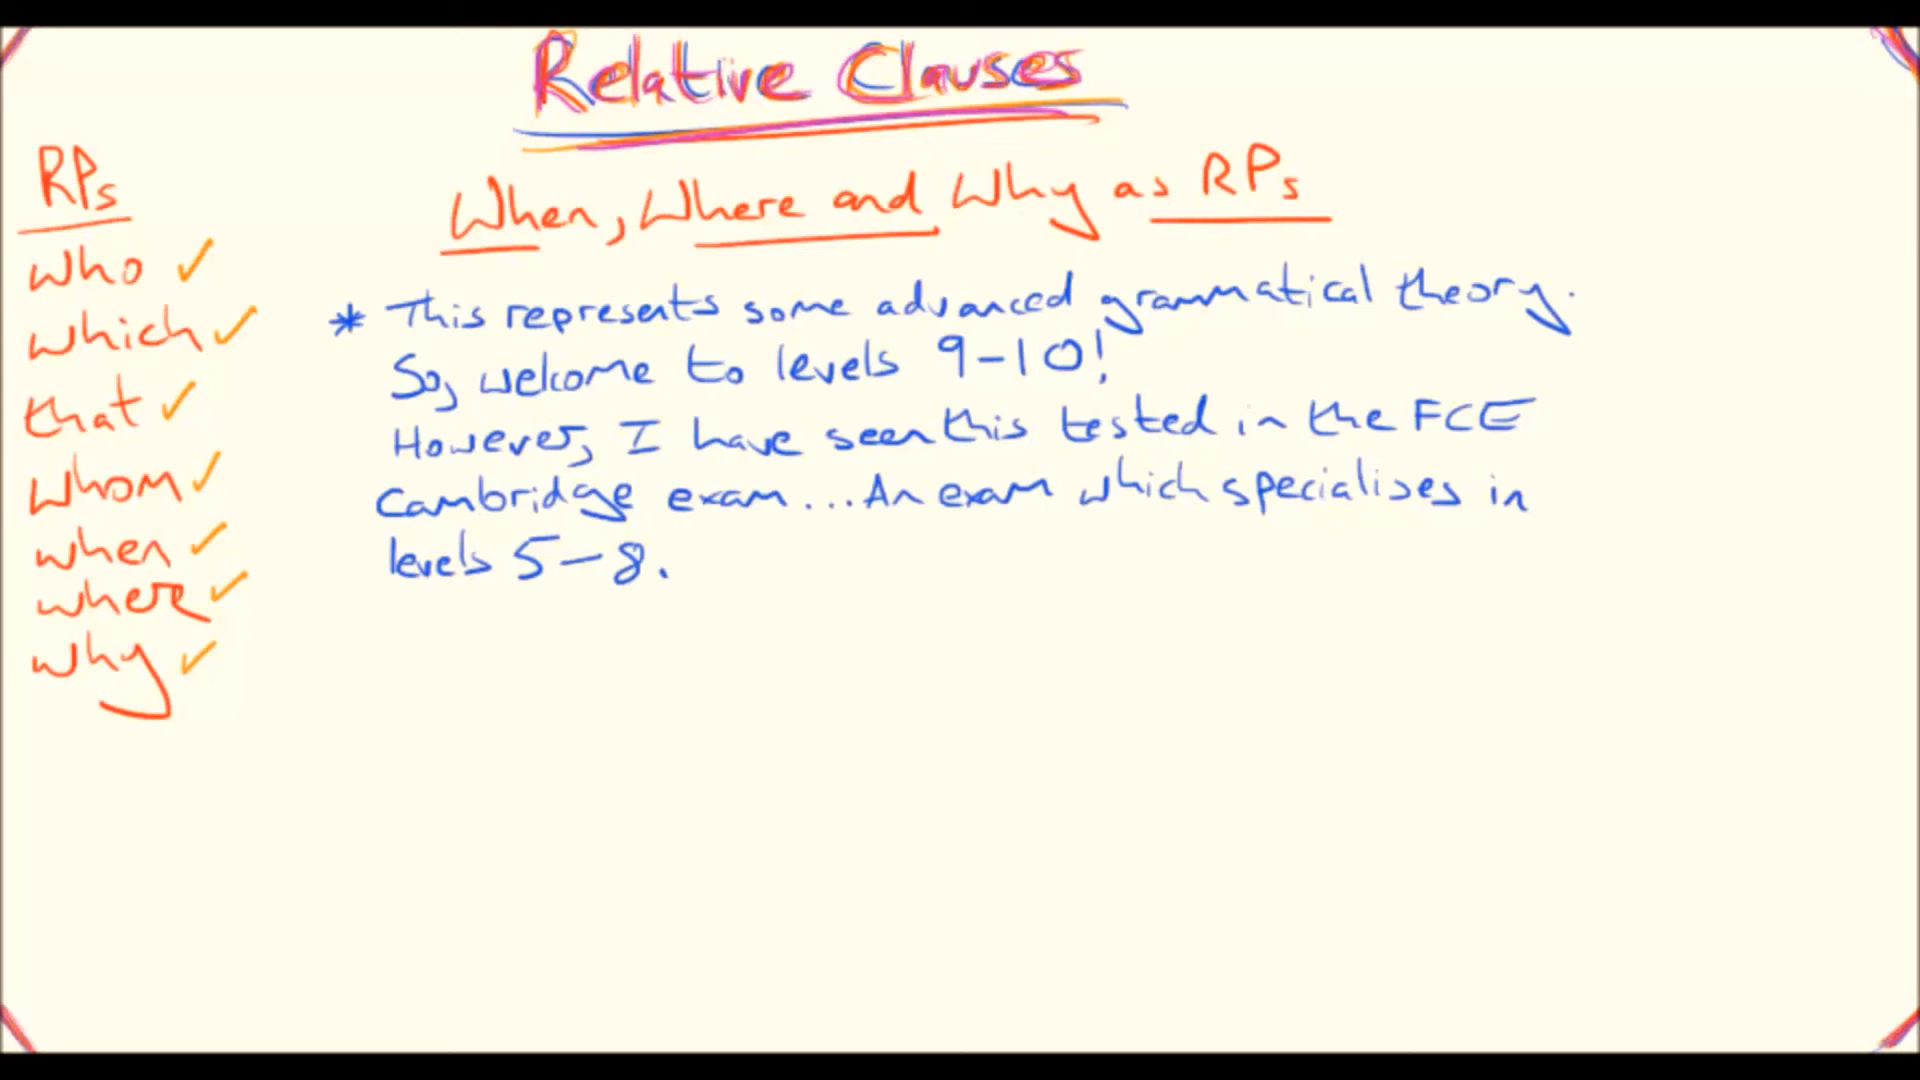 Relative Clauses
When, Where and Why as RPs
RPs
who ✓
which ✓
that ✓
whom ✓
when ✓
where ✓
why ✓
* This represents some advanced grammatical theory.
So, welcome to levels 9-10!
However, I have seen this tested in the FCE
Cambridge exam... An exam which specialises in
levels 5-8.